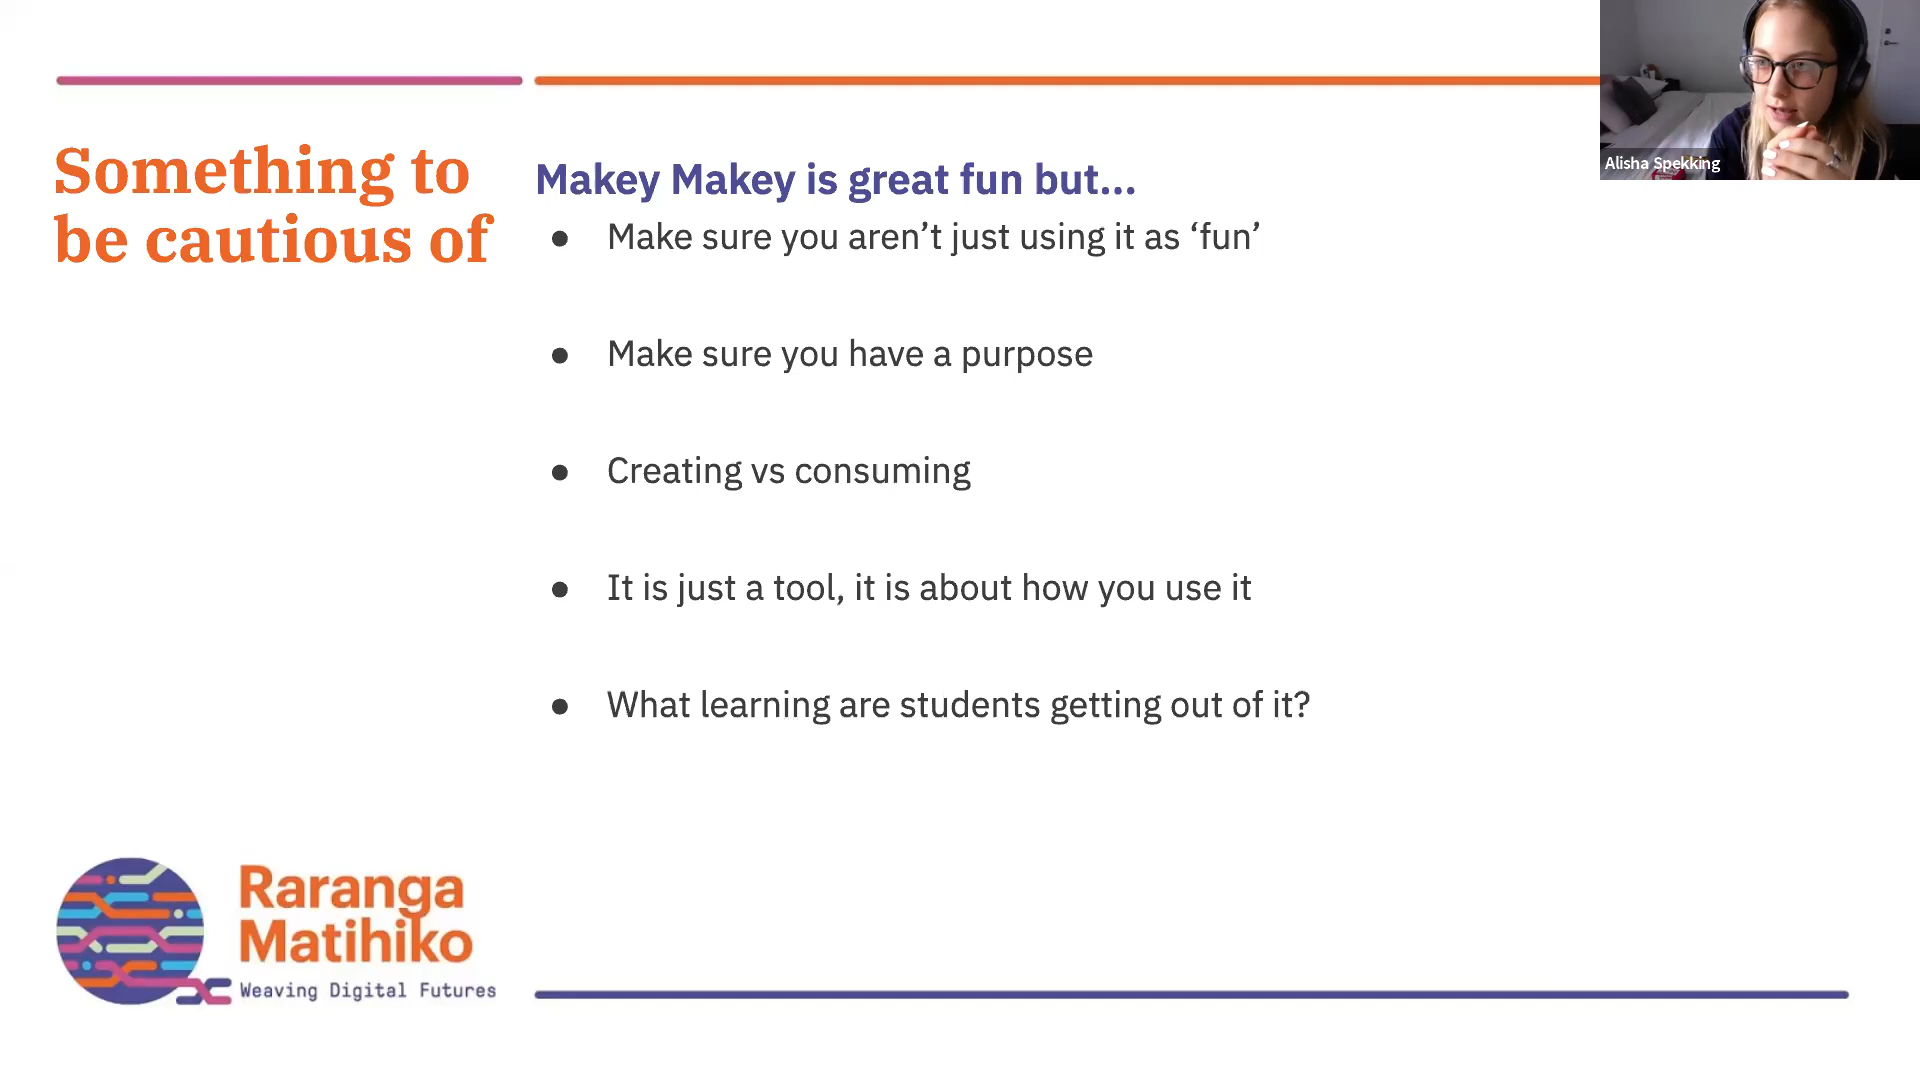 Something to
be cautious of
Makey Makey is great fun but...
● Make sure you aren’t just using it as ‘fun’
● Make sure you have a purpose
● Creating vs consuming
● It is just a tool, it is about how you use it
● What learning are students getting out of it?
Alisha Spekking
Raranga
Matihiko
Weaving Digital Futures